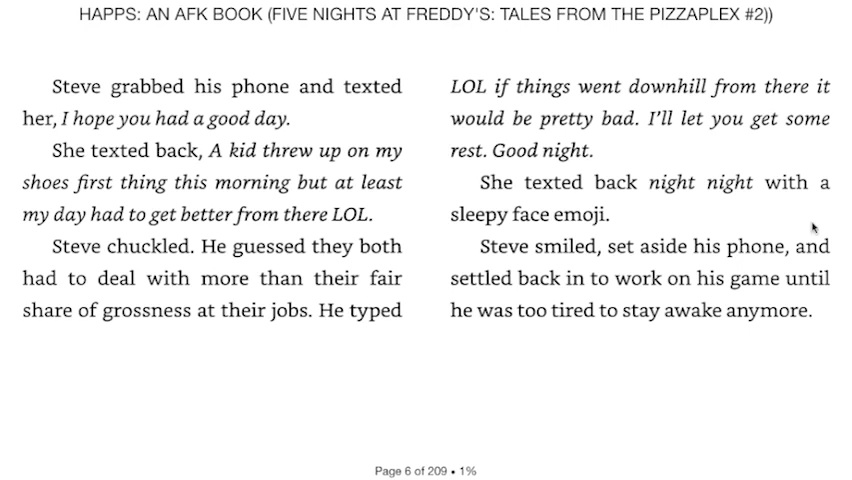 HAPPS: AN AFK BOOK (FIVE NIGHTS AT FREDDY'S: TALES FROM THE PIZZAPLEX #2))
Steve grabbed his phone and texted
her, I hope you had a good day.
She texted back, A kid threw up on my
shoes first thing this morning but at least
my day had to get better from there LOL.
Steve chuckled. He guessed they both
had to deal with more than their fair
share of grossness at their jobs. He typed
LOL if things went downhill from there it
would be pretty bad. I'll let you get some
rest. Good night.
She texted back night night with a
sleepy face emoji.
Steve smiled, set aside his phone, and
settled back in to work on his game until
he was too tired to stay awake anymore.
Page 6 of 209 • 1%